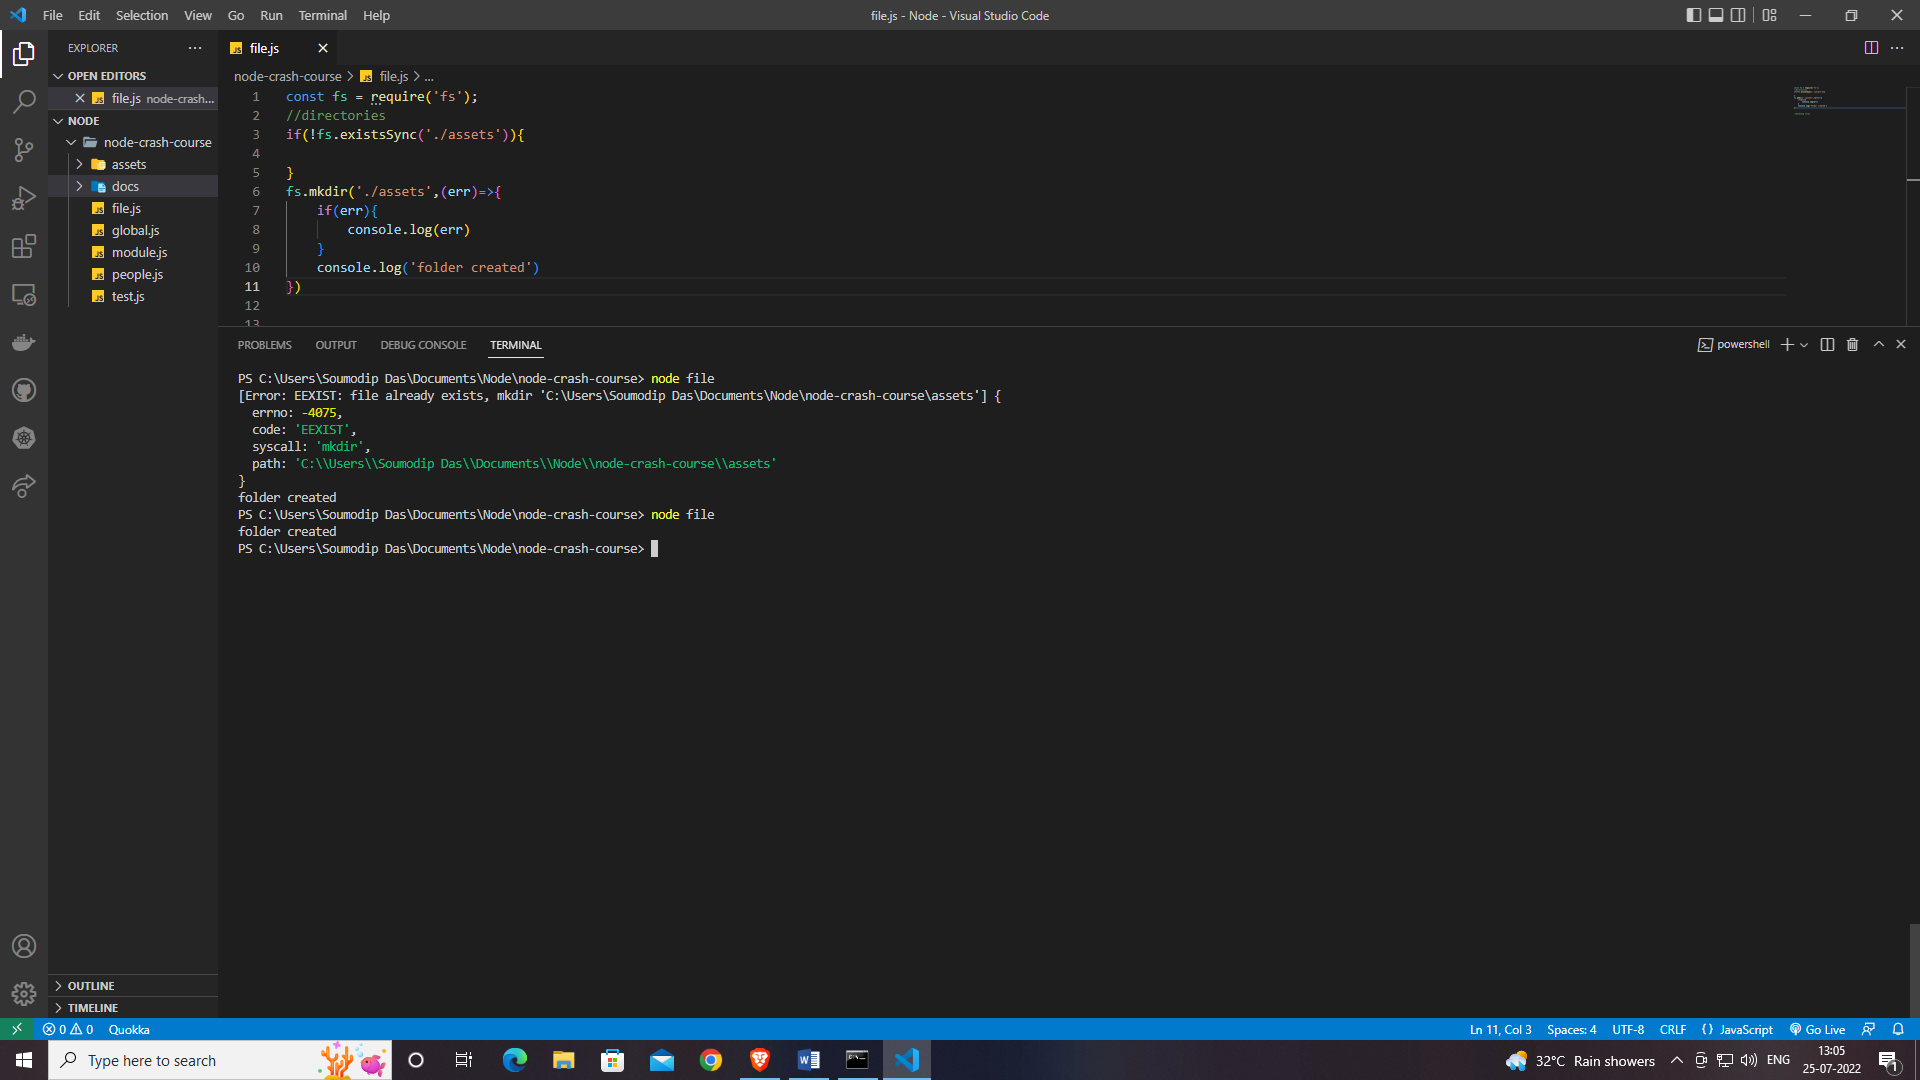 File Edit Selection View Go Run Terminal Help
file.js - Node - Visual Studio Code
EXPLORER
OPEN EDITORS
file.js node-crash...
NODE
node-crash-course
assets
docs
file.js
global.js
module.js
people.js
test.js
OUTLINE
TIMELINE
file.js
node-crash-course > file.js > ...
1 const fs = require('fs');
2 //directories
3 if(!fs.existsSync('./assets')){
4
5 }
6 fs.mkdir('./assets',(err)=>{
7     if(err){
8         console.log(err)
9     }
10     console.log('folder created')
11 })
12
13
PROBLEMS OUTPUT DEBUG CONSOLE TERMINAL
powershell
PS C:\Users\Soumodip Das\Documents\Node\node-crash-course> node file
[Error: EEXIST: file already exists, mkdir 'C:\Users\Soumodip Das\Documents\Node\node-crash-course\assets'] {
  errno: -4075,
  code: 'EEXIST',
  syscall: 'mkdir',
  path: 'C:\\Users\\Soumodip Das\\Documents\\Node\\node-crash-course\\assets'
}
folder created
PS C:\Users\Soumodip Das\Documents\Node\node-crash-course> node file
folder created
PS C:\Users\Soumodip Das\Documents\Node\node-crash-course>
0 0 Quokka
Ln 11, Col 3 Spaces: 4 UTF-8 CRLF {} JavaScript Go Live
Type here to search
32°C Rain showers
ENG
13:05
25-07-2022
1